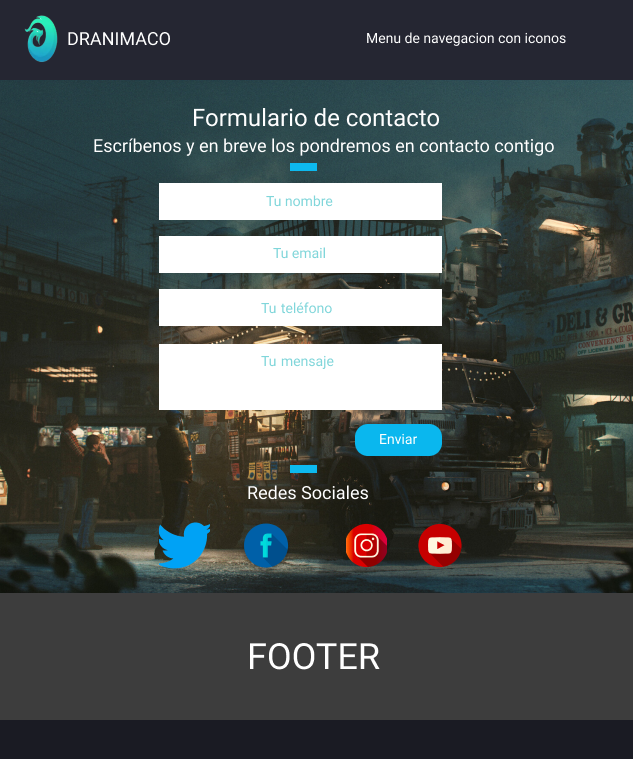 DRANIMACO
Menu de navegacion con iconos
Formulario de contacto
Escríbenos y en breve los pondremos en contacto contigo
Tu nombre
Tu email
Tu teléfono
DELI & GR
Tu mensaje
Enviar
Redes Sociales
FOOTER